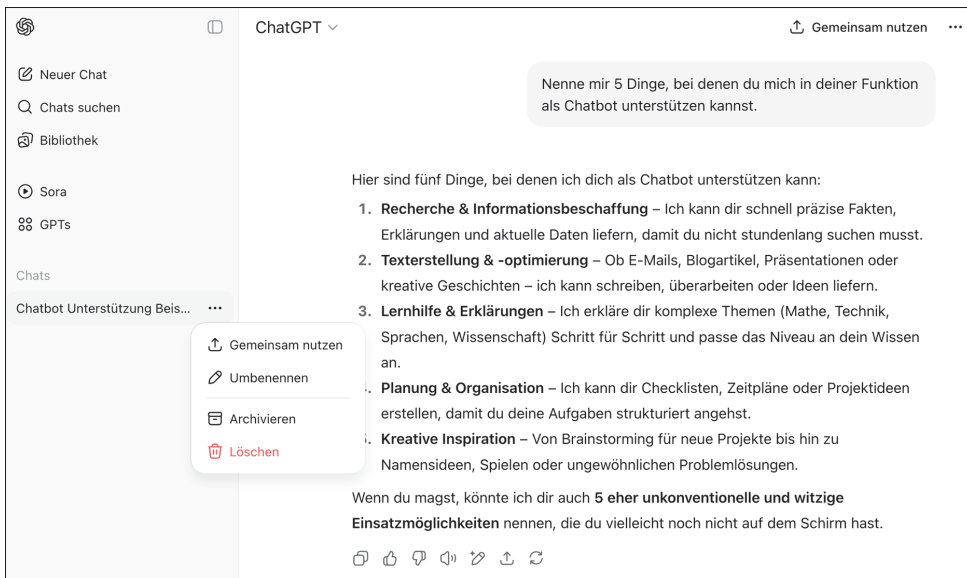 ChatGPT
Gemeinsam nutzen
Neuer Chat
Chats suchen
Bibliothek
Sora
GPTs
Chats
Chatbot Unterstützung Beis...
Gemeinsam nutzen
Umbenennen
Archivieren
Löschen
Nenne mir 5 Dinge, bei denen du mich in deiner Funktion
als Chatbot unterstützen kannst.
Hier sind fünf Dinge, bei denen ich dich als Chatbot unterstützen kann:
1. Recherche & Informationsbeschaffung – Ich kann dir schnell präzise Fakten,
Erklärungen und aktuelle Daten liefern, damit du nicht stundenlang suchen musst.
2. Texterstellung & -optimierung – Ob E-Mails, Blogartikel, Präsentationen oder
kreative Geschichten – ich kann schreiben, überarbeiten oder Ideen liefern.
3. Lernhilfe & Erklärungen – Ich erkläre dir komplexe Themen (Mathe, Technik,
Sprachen, Wissenschaft) Schritt für Schritt und passe das Niveau an dein Wissen
an.
Planung & Organisation – Ich kann dir Checklisten, Zeitpläne oder Projektideen
erstellen, damit du deine Aufgaben strukturiert angehst.
Kreative Inspiration – Von Brainstorming für neue Projekte bis hin zu
Namensideen, Spielen oder ungewöhnlichen Problemlösungen.
Wenn du magst, könnte ich dir auch 5 eher unkonventionelle und witzige
Einsatzmöglichkeiten nennen, die du vielleicht noch nicht auf dem Schirm hast.